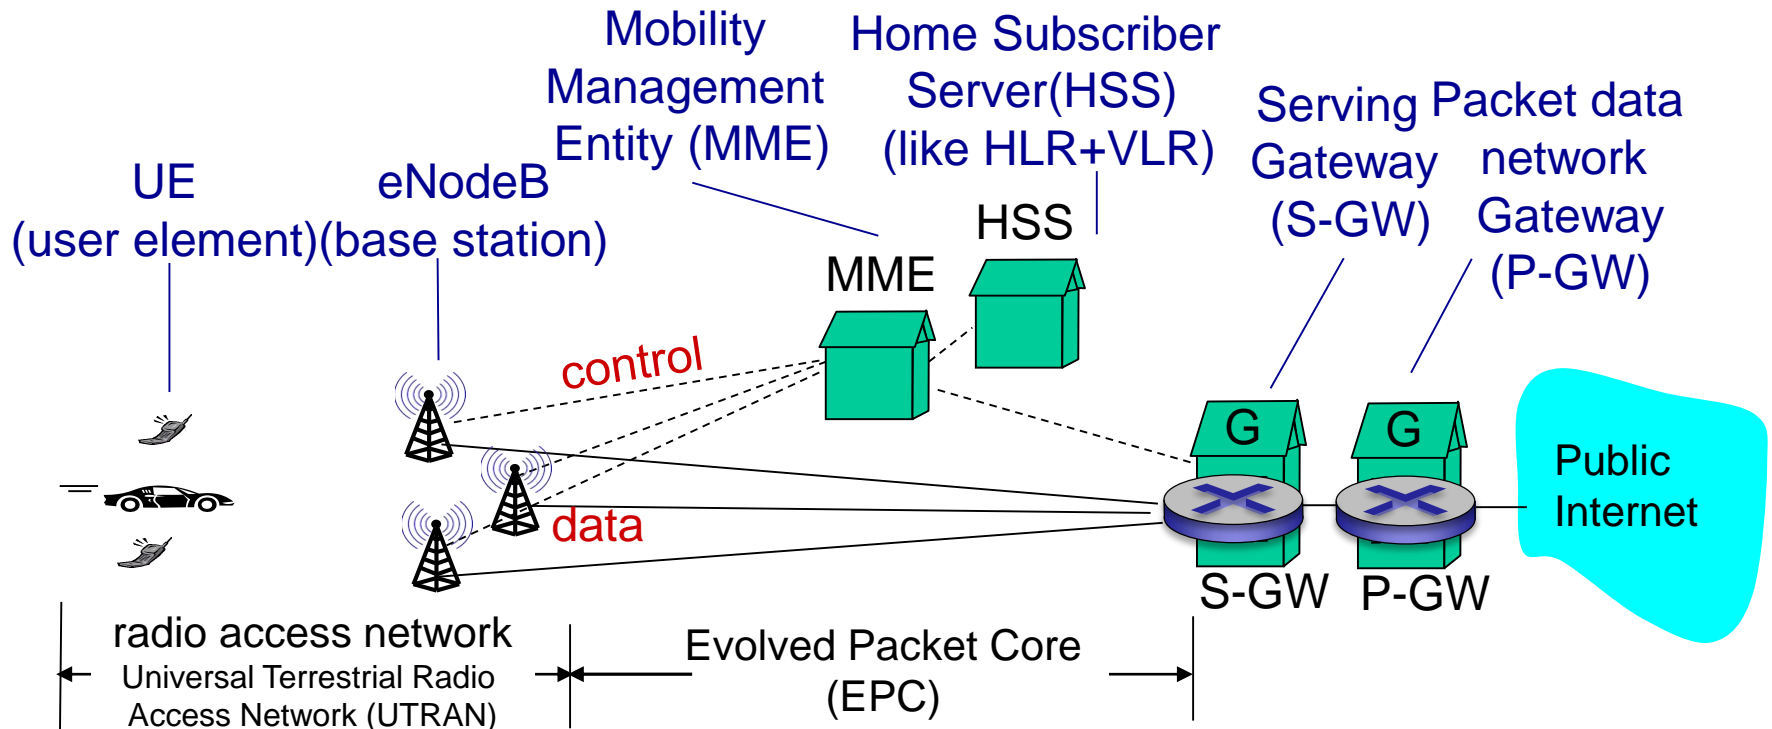 Mobility
Management
Entity (MME)
Home Subscriber
Server(HSS)
(like HLR+VLR)
Serving
Gateway
(S-GW)
Packet data
network
Gateway
(P-GW)
UE
(user element)
eNodeB
(base station)
HSS
MME
control
data
G
G
S-GW
P-GW
Public
Internet
radio access network
Universal Terrestrial Radio
Access Network (UTRAN)
Evolved Packet Core
(EPC)